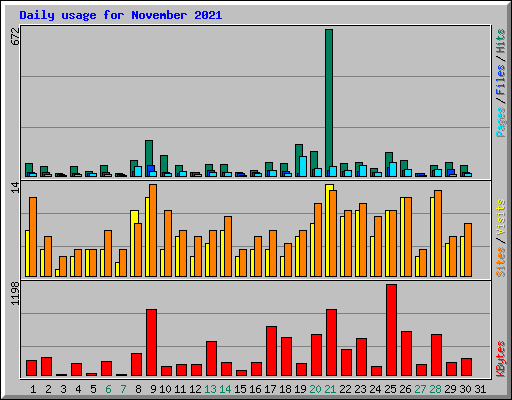 Daily usage for November 2021
672
Pages / Files / Hits
14
Sites / Visits
1198
KBytes
1 2 3 4 5 6 7 8 9 10 11 12 13 14 15 16 17 18 19 20 21 22 23 24 25 26 27 28 29 30 31